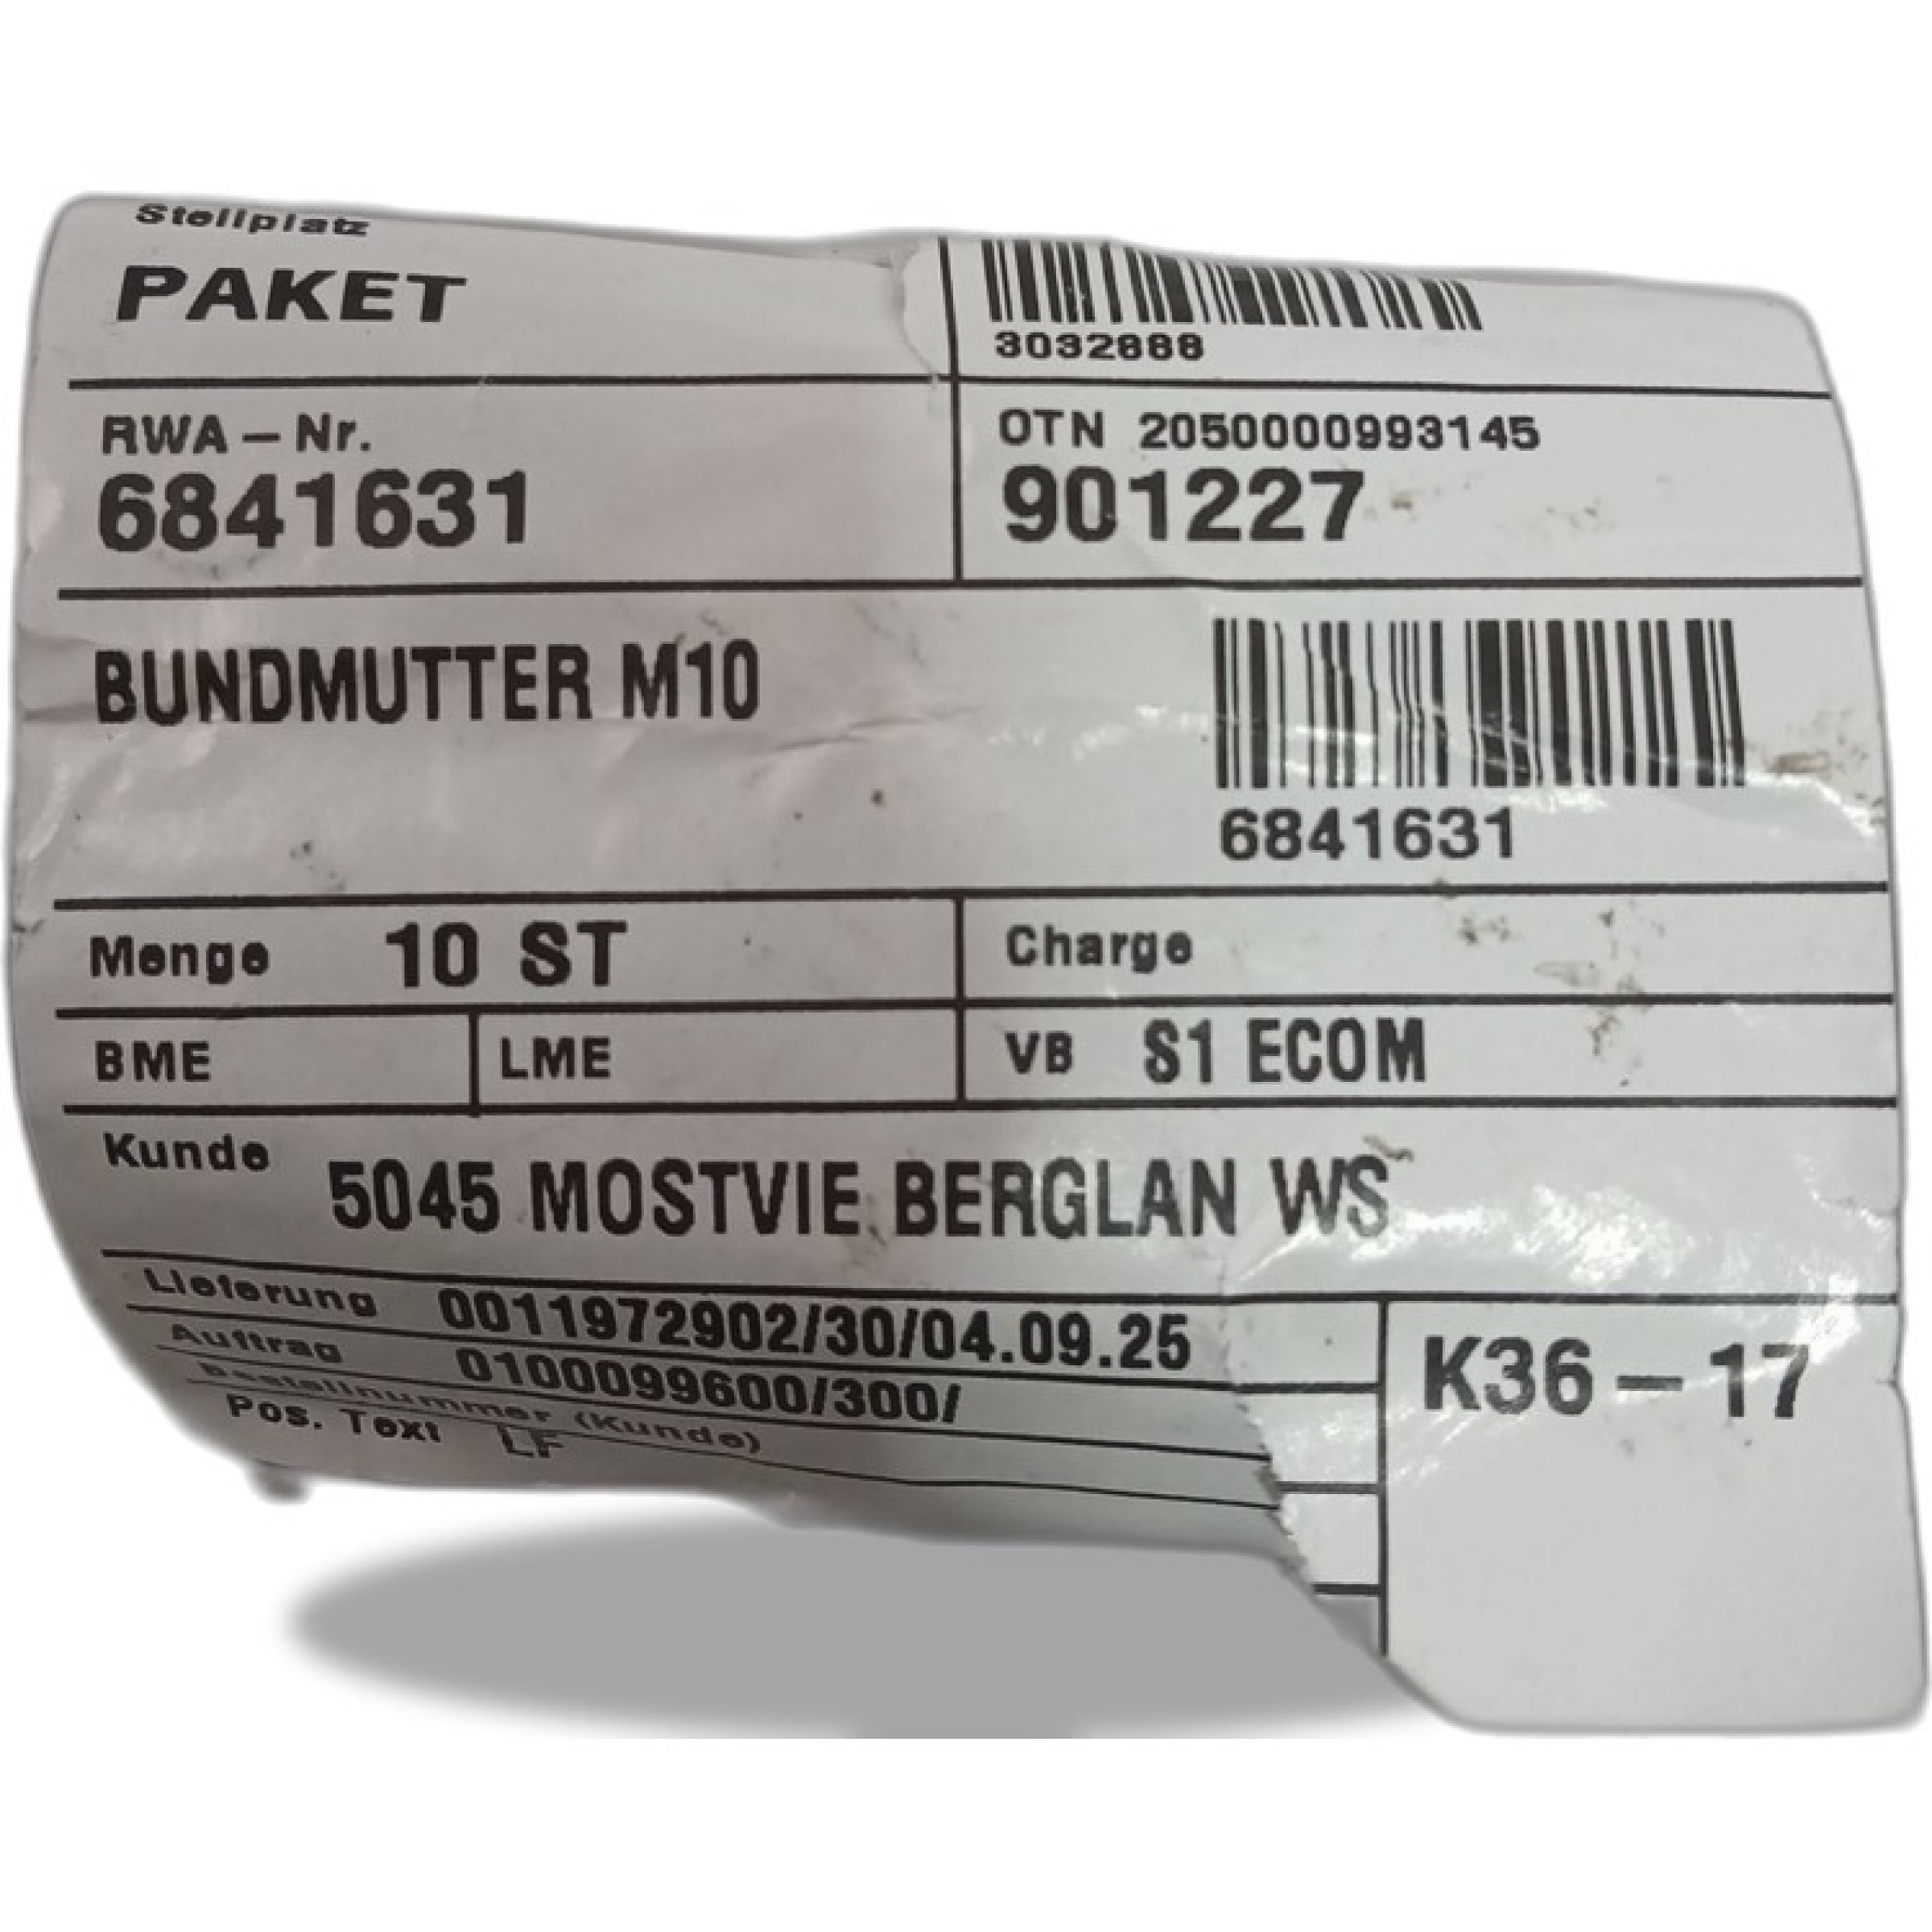 Stellplatz
PAKET
3032888
RWA-Nr.
6841631
OTN 2050000993145
901227
BUNDMUTTER M10
6841631
Menge 10 ST
Charge
BME
LME
VB S1 ECOM
Kunde
5045 MOSTVIE BERGLAN WS
Lieferung 0011972902/30/04.09.25
Auftrag 0100099600/300/
Bestellnummer (Kunde)
Pos. Text LF
K36-17